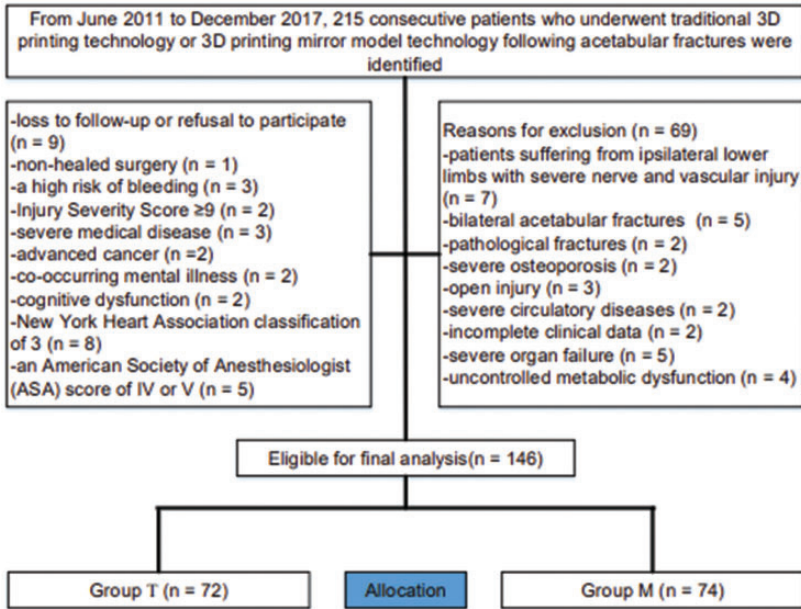 From June 2011 to December 2017, 215 consecutive patients who underwent traditional 3D
printing technology or 3D printing mirror model technology following acetabular fractures were
identified
-loss to follow-up or refusal to participate
(n = 9)
-non-healed surgery (n = 1)
-a high risk of bleeding (n = 3)
-Injury Severity Score ≥9 (n = 2)
-severe medical disease (n = 3)
-advanced cancer (n =2)
-co-occurring mental illness (n = 2)
-cognitive dysfunction (n = 2)
-New York Heart Association classification
of 3 (n = 8)
-an American Society of Anesthesiologist
(ASA) score of IV or V (n = 5)
Reasons for exclusion (n = 69)
-patients suffering from ipsilateral lower
limbs with severe nerve and vascular injury
(n = 7)
-bilateral acetabular fractures (n = 5)
-pathological fractures (n = 2)
-severe osteoporosis (n = 2)
-open injury (n = 3)
-severe circulatory diseases (n = 2)
-incomplete clinical data (n = 2)
-severe organ failure (n = 5)
-uncontrolled metabolic dysfunction (n = 4)
Eligible for final analysis(n = 146)
Group T (n = 72)
Allocation
Group M (n = 74)